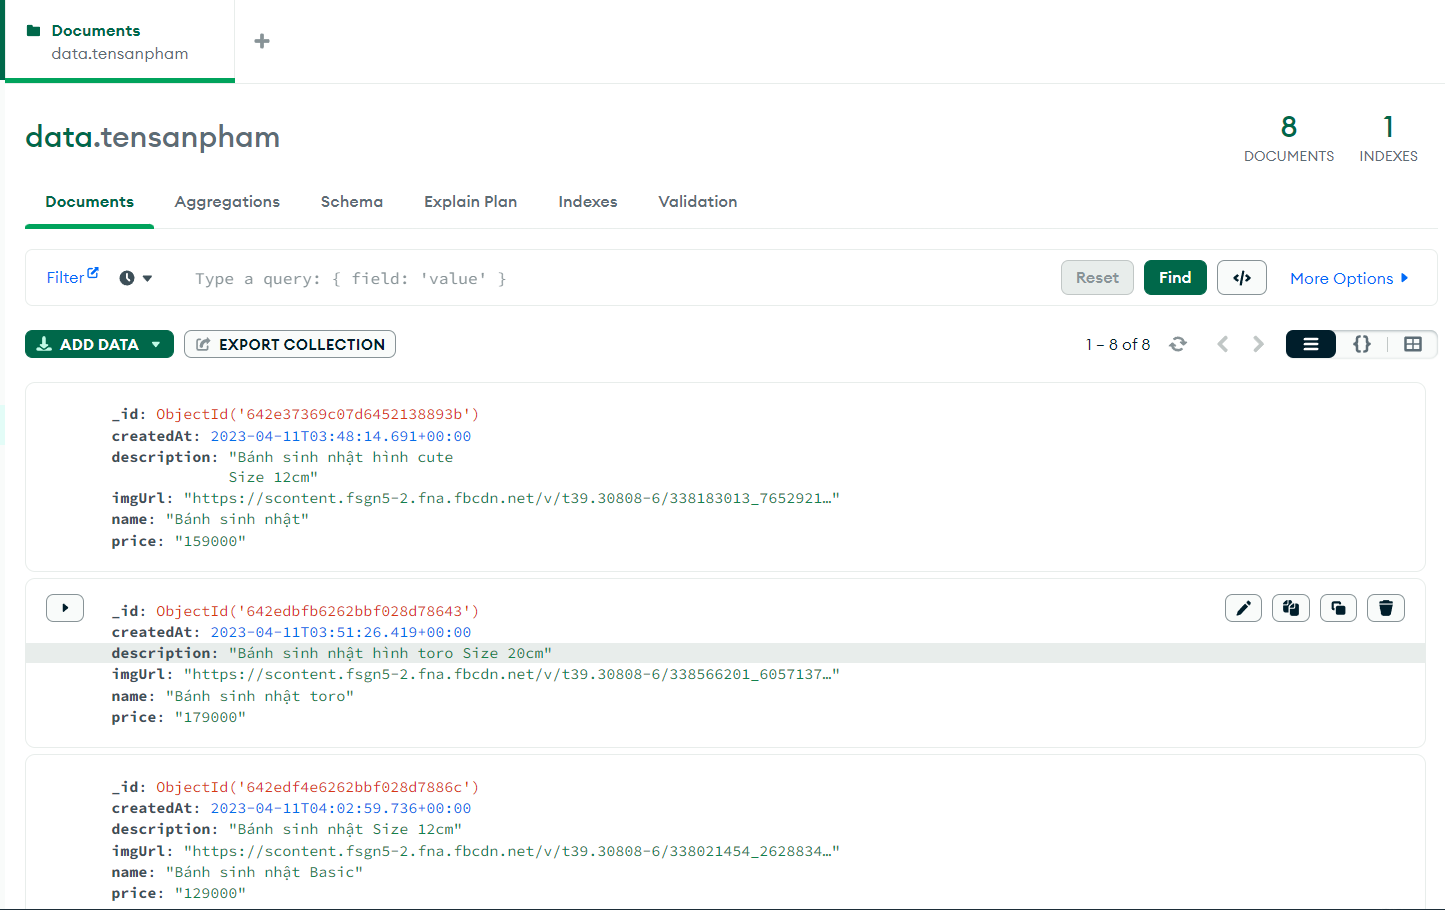 Documents
data.tensanpham
data.tensanpham
8
DOCUMENTS
1
INDEXES
Documents Aggregations Schema Explain Plan Indexes Validation
Filter Type a query: { field: 'value' } Reset Find </> More Options
ADD DATA EXPORT COLLECTION 1 – 8 of 8 {}
_id: ObjectId('642e37369c07d6452138893b')
createdAt: 2023-04-11T03:48:14.691+00:00
description: "Bánh sinh nhật hình cute
Size 12cm"
imgUrl: "https://scontent.fsgn5-2.fna.fbcdn.net/v/t39.30808-6/338183013_7652921…"
name: "Bánh sinh nhật"
price: "159000"
_id: ObjectId('642edbfb6262bbf028d78643')
createdAt: 2023-04-11T03:51:26.419+00:00
description: "Bánh sinh nhật hình toro Size 20cm"
imgUrl: "https://scontent.fsgn5-2.fna.fbcdn.net/v/t39.30808-6/338566201_6057137…"
name: "Bánh sinh nhật toro"
price: "179000"
_id: ObjectId('642edf4e6262bbf028d7886c')
createdAt: 2023-04-11T04:02:59.736+00:00
description: "Bánh sinh nhật Size 12cm"
imgUrl: "https://scontent.fsgn5-2.fna.fbcdn.net/v/t39.30808-6/338021454_2628834…"
name: "Bánh sinh nhật Basic"
price: "129000"